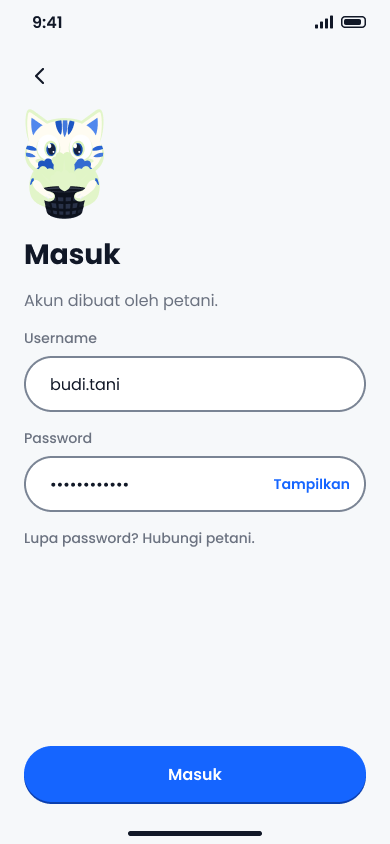 9:41
Masuk
Akun dibuat oleh petani.
Username
budi.tani
Password
••••••••••••
Tampilkan
Lupa password? Hubungi petani.
Masuk